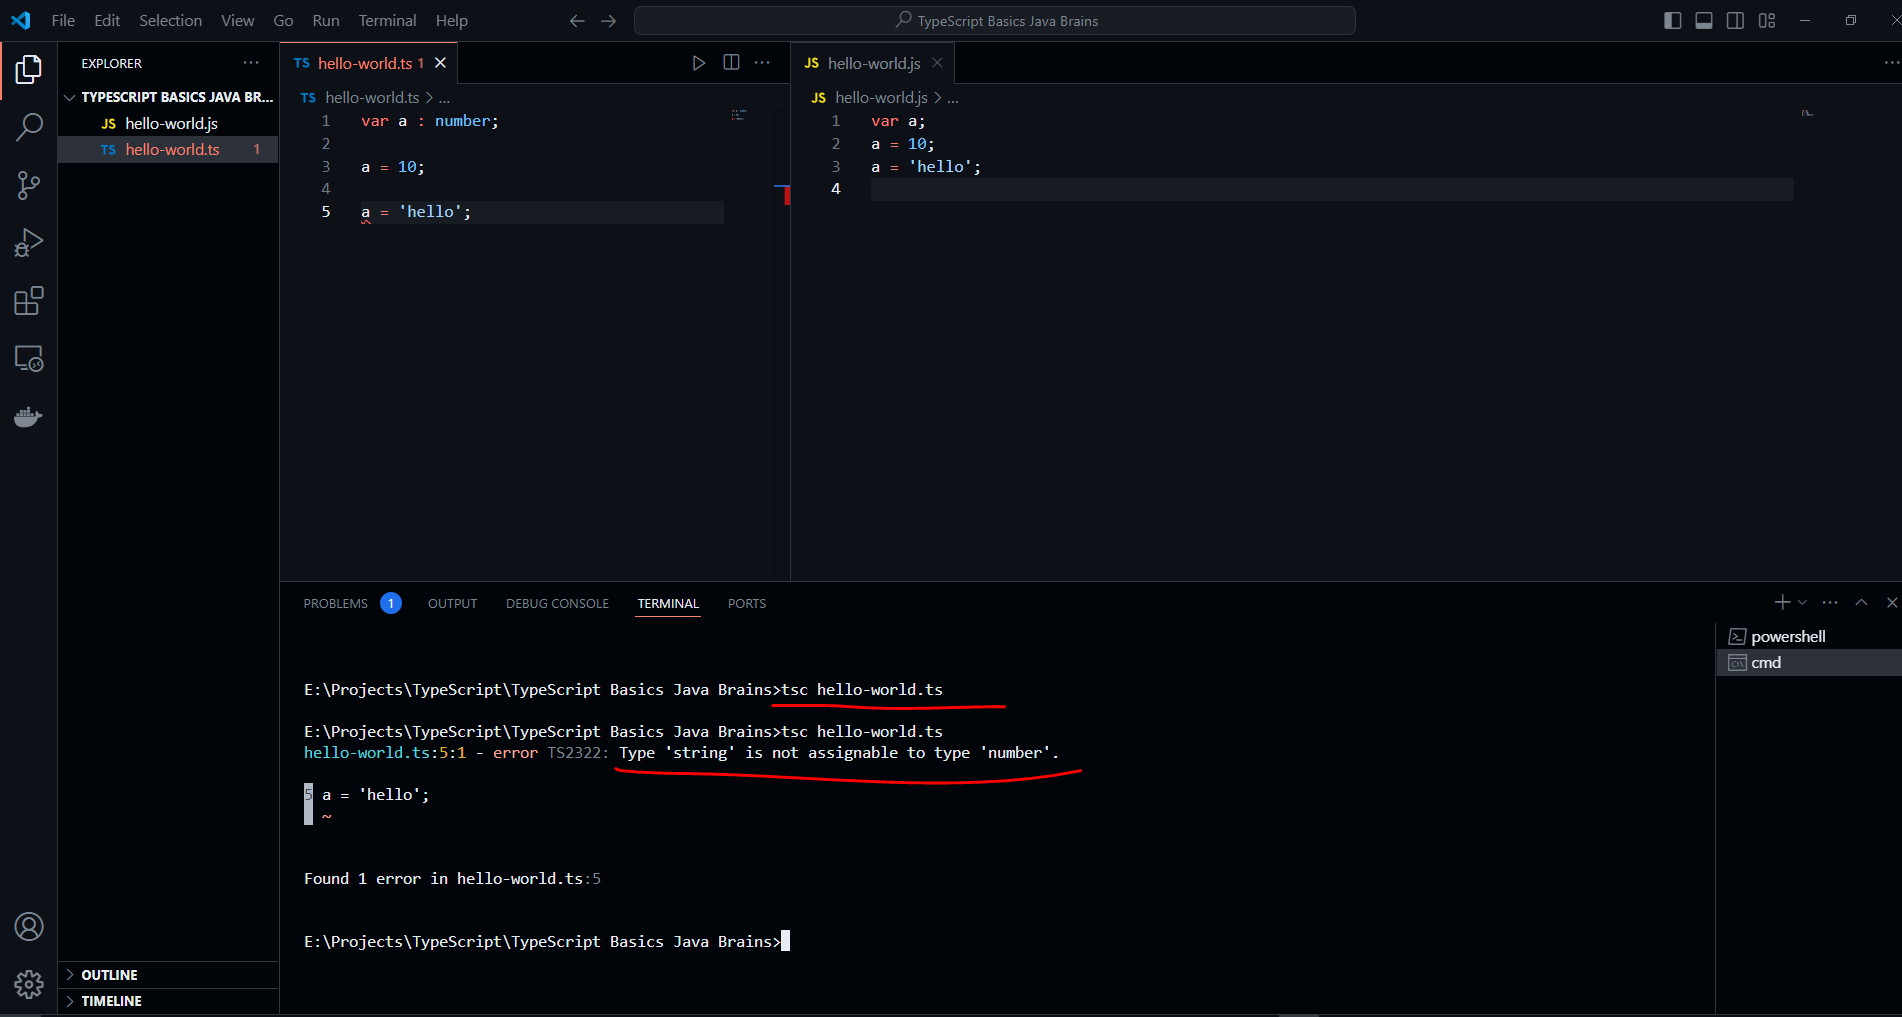 File Edit Selection View Go Run Terminal Help
TypeScript Basics Java Brains
EXPLORER
TYPESCRIPT BASICS JAVA BR...
JS hello-world.js
TS hello-world.ts 1
OUTLINE
TIMELINE
TS hello-world.ts 1
TS hello-world.ts > ...
1 var a : number;
2
3 a = 10;
4
5 a = 'hello';
JS hello-world.js
JS hello-world.js > ...
1 var a;
2 a = 10;
3 a = 'hello';
4
PROBLEMS 1 OUTPUT DEBUG CONSOLE TERMINAL PORTS
powershell
cmd
E:\Projects\TypeScript\TypeScript Basics Java Brains>tsc hello-world.ts
E:\Projects\TypeScript\TypeScript Basics Java Brains>tsc hello-world.ts
hello-world.ts:5:1 - error TS2322: Type 'string' is not assignable to type 'number'.
5 a = 'hello';
~
Found 1 error in hello-world.ts:5
E:\Projects\TypeScript\TypeScript Basics Java Brains>